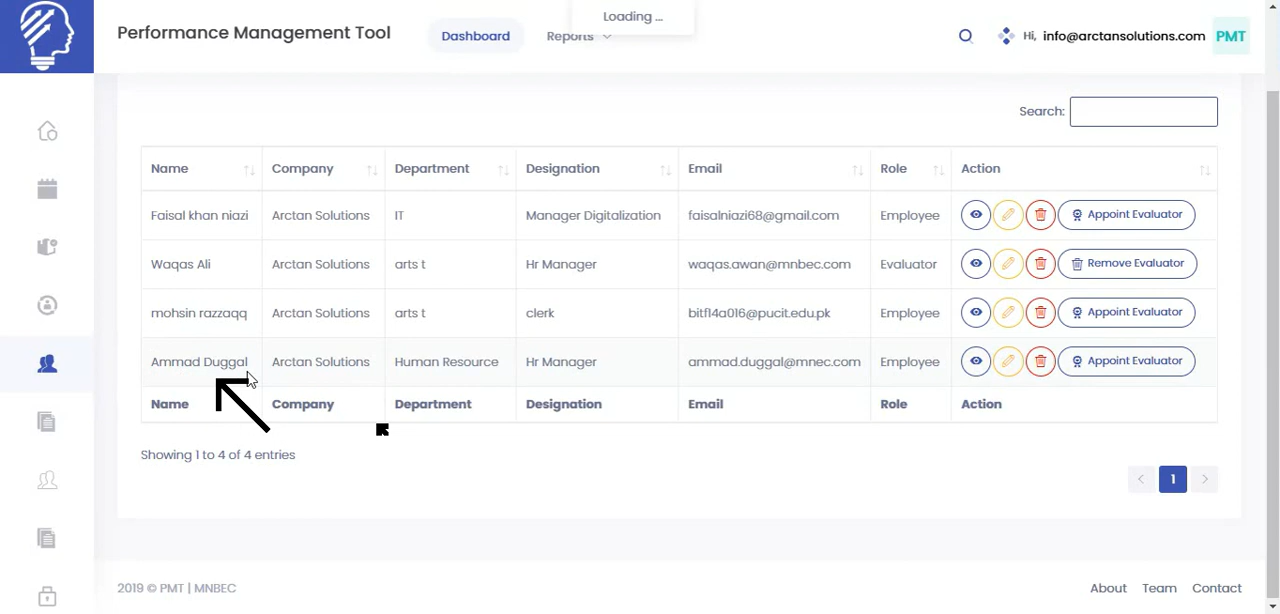 Loading ...
Performance Management Tool
Dashboard
Reports
Hi, info@arctansolutions.com
PMT
Search:
Name Company Department Designation Email Role Action
Faisal khan niazi Arctan Solutions IT Manager Digitalization faisalniazi68@gmail.com Employee Appoint Evaluator
Waqas Ali Arctan Solutions arts t Hr Manager waqas.awan@mnbec.com Evaluator Remove Evaluator
mohsin razzaqq Arctan Solutions arts t clerk bitf14a016@pucit.edu.pk Employee Appoint Evaluator
Ammad Duggal Arctan Solutions Human Resource Hr Manager ammad.duggal@mnec.com Employee Appoint Evaluator
Name Company Department Designation Email Role Action
Showing 1 to 4 of 4 entries
1
2019 © PMT | MNBEC
About Team Contact